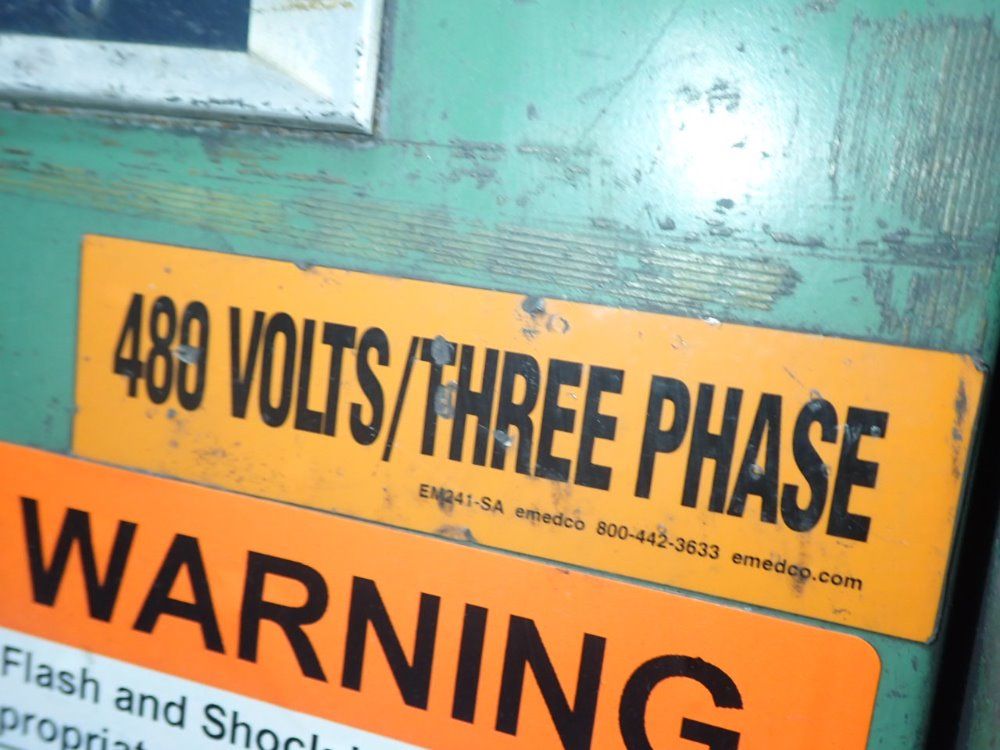 480 VOLTS/THREE PHASE
EM241-SA emedco 800-442-3633 emedco.com
WARNING
Flash and Shock